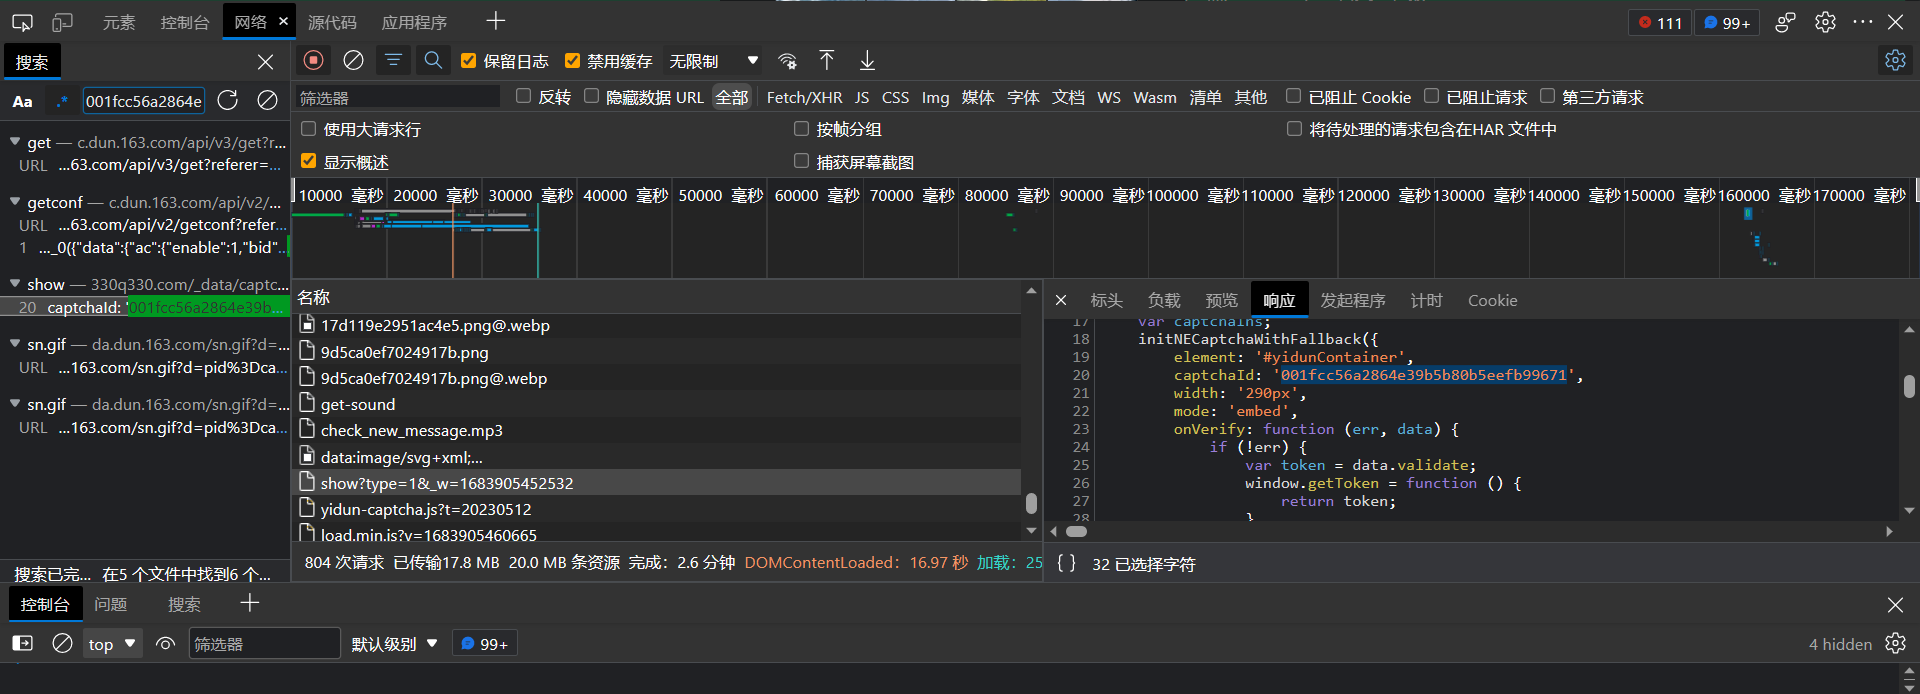 元素 控制台 网络 × 源代码 应用程序 111 99+
搜索
保留日志 禁用缓存 无限制
Aa .* 001fcc56a2864e
筛选器 反转 隐藏数据 URL 全部 Fetch/XHR JS CSS Img 媒体 字体 文档 WS Wasm 清单 其他 已阻止 Cookie 已阻止请求 第三方请求
使用大请求行 按帧分组 将待处理的请求包含在HAR 文件中
显示概述 捕获屏幕截图
get — c.dun.163.com/api/v3/get?r...
URL ...63.com/api/v3/get?referer=...
getconf — c.dun.163.com/api/v2/...
URL ...63.com/api/v2/getconf?refer...
1 ..._0({"data":{"ac":{"enable":1,"bid"...
show — 330q330.com/_data/captc...
20 captchaId: '001fcc56a2864e39b...
sn.gif — da.dun.163.com/sn.gif?d=...
URL ...163.com/sn.gif?d=pid%3Dca...
sn.gif — da.dun.163.com/sn.gif?d=...
URL ...163.com/sn.gif?d=pid%3Dca...
搜索已完... 在5 个文件中找到6 个...
10000 毫秒 20000 毫秒 30000 毫秒 40000 毫秒 50000 毫秒 60000 毫秒 70000 毫秒 80000 毫秒 90000 毫秒 100000 毫秒 110000 毫秒 120000 毫秒 130000 毫秒 140000 毫秒 150000 毫秒 160000 毫秒 170000 毫秒
名称
17d119e2951ac4e5.png@.webp
9d5ca0ef7024917b.png
9d5ca0ef7024917b.png@.webp
get-sound
check_new_message.mp3
data:image/svg+xml;...
show?type=1&_w=1683905452532
yidun-captcha.js?t=20230512
load.min.js?v=1683905460665
804 次请求 已传输17.8 MB 20.0 MB 条资源 完成：2.6 分钟 DOMContentLoaded：16.97 秒 加载：25
标头 负载 预览 响应 发起程序 计时 Cookie
17 var captchaIns;
18 initNECaptchaWithFallback({
19 element: '#yidunContainer',
20 captchaId: '001fcc56a2864e39b5b80b5eefb99671',
21 width: '290px',
22 mode: 'embed',
23 onVerify: function (err, data) {
24 if (!err) {
25 var token = data.validate;
26 window.getToken = function () {
27 return token;
28 }
{ } 32 已选择字符
控制台 问题 搜索
top 筛选器 默认级别 99+ 4 hidden